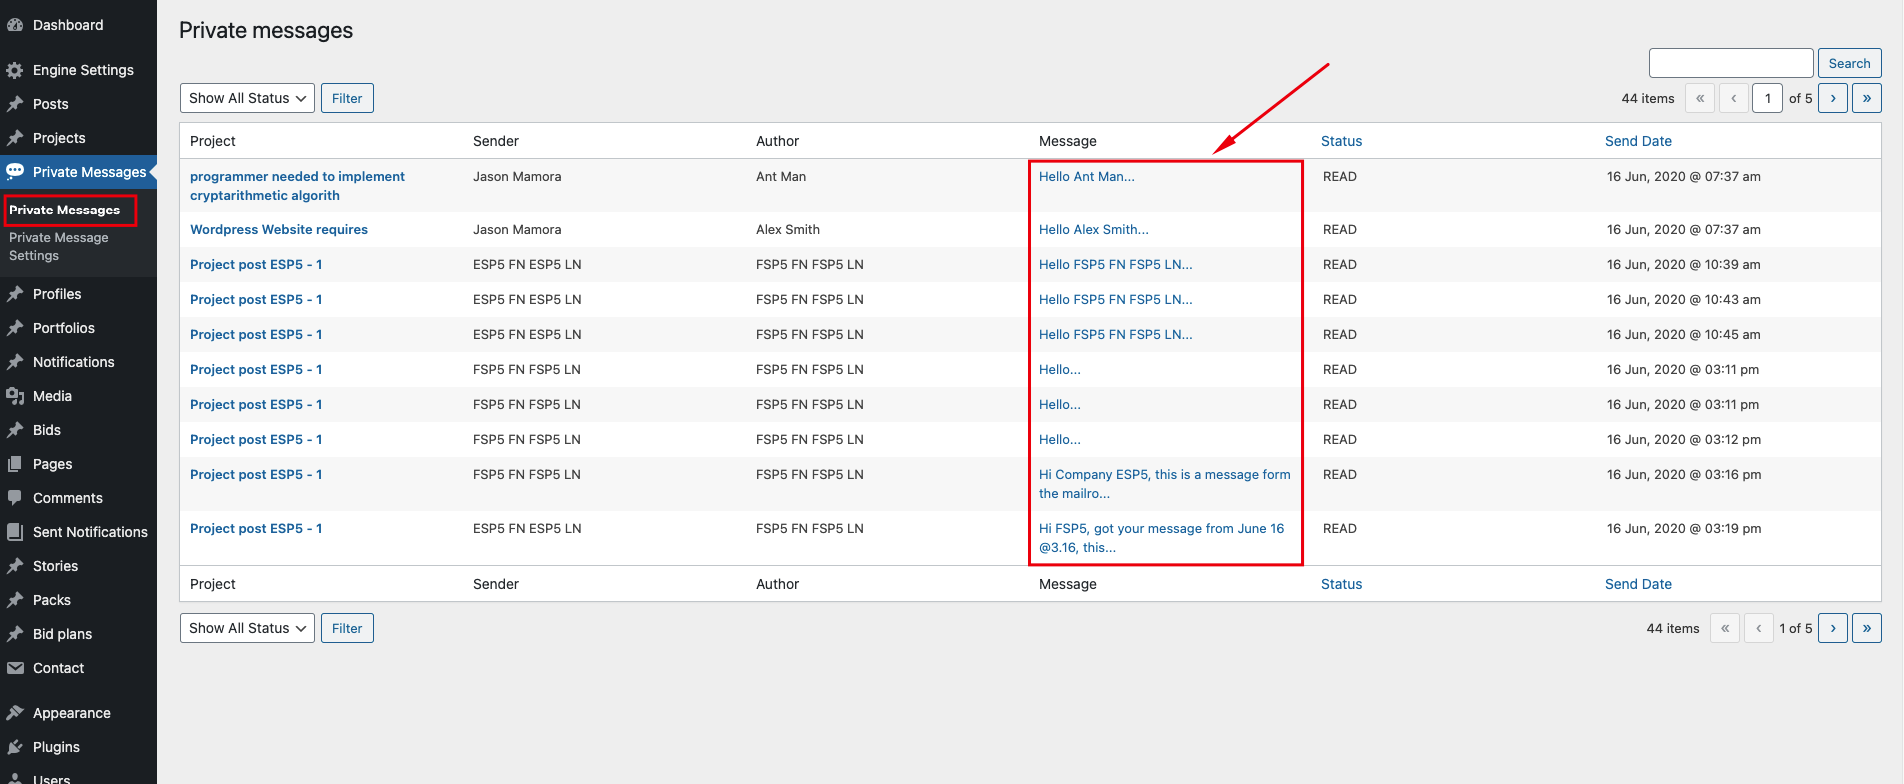 Dashboard
Engine Settings
Posts
Projects
Private Messages
Private Messages
Private Message
Settings
Profiles
Portfolios
Notifications
Media
Bids
Pages
Comments
Sent Notifications
Stories
Packs
Bid plans
Contact
Appearance
Plugins
Users
Private messages
Search
Show All Status Filter 44 items « ‹ 1 of 5 › »
Project Sender Author Message Status Send Date
programmer needed to implement Jason Mamora Ant Man Hello Ant Man... READ 16 Jun, 2020 @ 07:37 am
cryptarithmetic algorith
Wordpress Website requires Jason Mamora Alex Smith Hello Alex Smith... READ 16 Jun, 2020 @ 07:37 am
Project post ESP5 - 1 ESP5 FN ESP5 LN FSP5 FN FSP5 LN Hello FSP5 FN FSP5 LN... READ 16 Jun, 2020 @ 10:39 am
Project post ESP5 - 1 ESP5 FN ESP5 LN FSP5 FN FSP5 LN Hello FSP5 FN FSP5 LN... READ 16 Jun, 2020 @ 10:43 am
Project post ESP5 - 1 ESP5 FN ESP5 LN FSP5 FN FSP5 LN Hello FSP5 FN FSP5 LN... READ 16 Jun, 2020 @ 10:45 am
Project post ESP5 - 1 FSP5 FN FSP5 LN FSP5 FN FSP5 LN Hello... READ 16 Jun, 2020 @ 03:11 pm
Project post ESP5 - 1 FSP5 FN FSP5 LN FSP5 FN FSP5 LN Hello... READ 16 Jun, 2020 @ 03:11 pm
Project post ESP5 - 1 FSP5 FN FSP5 LN FSP5 FN FSP5 LN Hello... READ 16 Jun, 2020 @ 03:12 pm
Project post ESP5 - 1 FSP5 FN FSP5 LN FSP5 FN FSP5 LN Hi Company ESP5, this is a message form READ 16 Jun, 2020 @ 03:16 pm
the mailro...
Project post ESP5 - 1 ESP5 FN ESP5 LN FSP5 FN FSP5 LN Hi FSP5, got your message from June 16 READ 16 Jun, 2020 @ 03:19 pm
@3.16, this...
Project Sender Author Message Status Send Date
Show All Status Filter 44 items « ‹ 1 of 5 › »